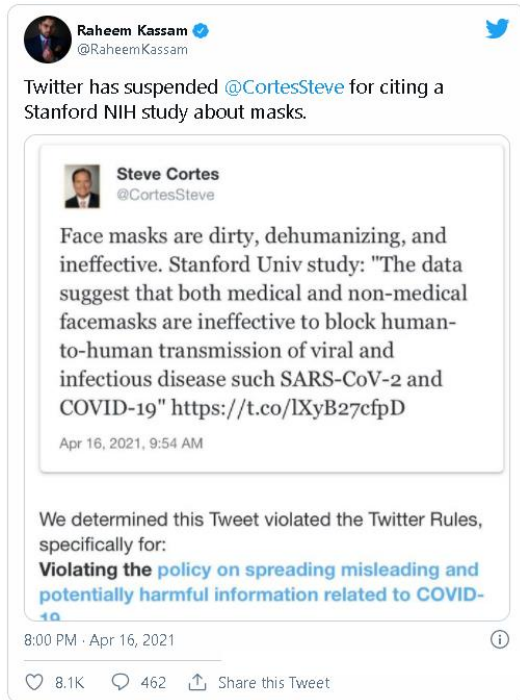 Raheem Kassam
@RaheemKassam
Twitter has suspended @CortesSteve for citing a
Stanford NIH study about masks.
Steve Cortes
@CortesSteve
Face masks are dirty, dehumanizing, and
ineffective. Stanford Univ study: "The data
suggest that both medical and non-medical
facemasks are ineffective to block human-
to-human transmission of viral and
infectious disease such SARS-CoV-2 and
COVID-19" https://t.co/lXyB27cfpD
Apr 16, 2021, 9:54 AM
We determined this Tweet violated the Twitter Rules,
specifically for:
Violating the policy on spreading misleading and
potentially harmful information related to COVID-
19
8:00 PM · Apr 16, 2021
8.1K 462 Share this Tweet